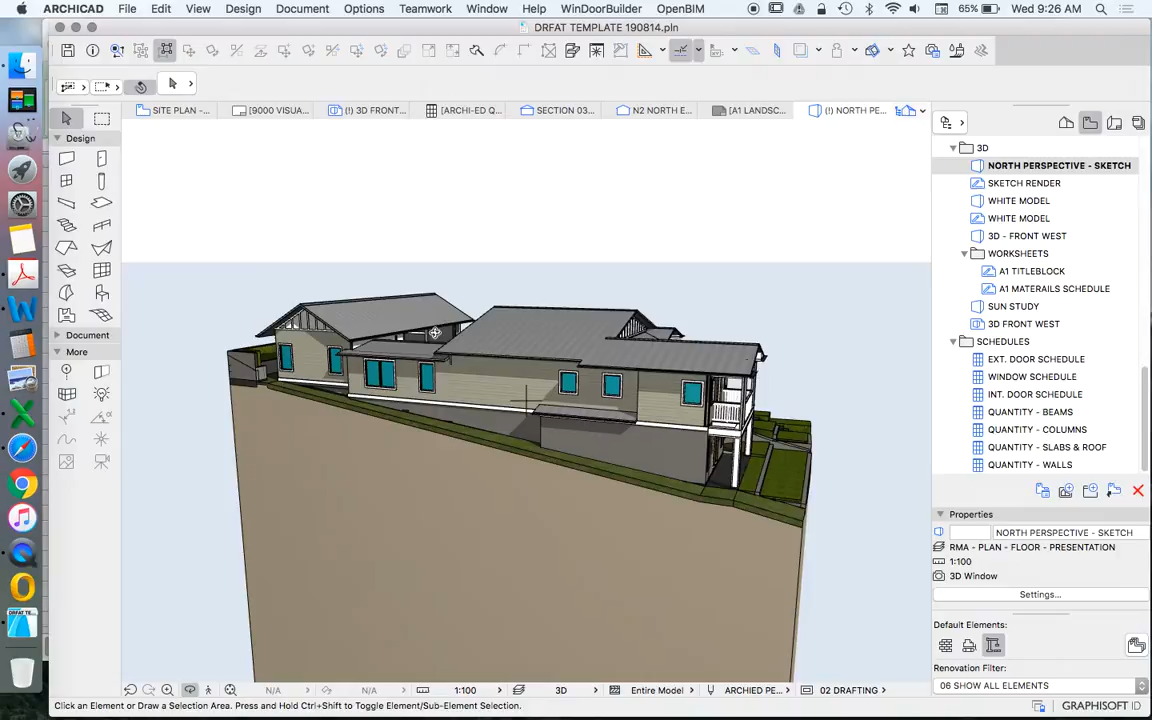 ARCHICAD File Edit View Design Document Options Teamwork Window Help WinDoorBuilder OpenBIM 65% Wed 9:26 AM
DRFAT TEMPLATE 190814.pln
SITE PLAN -... [9000 VISUA... (!) 3D FRONT... [ARCHI-ED Q... SECTION 03... N2 NORTH E... [A1 LANDSC... (!) NORTH PE...
Design
Document
More
3D
NORTH PERSPECTIVE - SKETCH
SKETCH RENDER
WHITE MODEL
WHITE MODEL
3D - FRONT WEST
WORKSHEETS
A1 TITLEBLOCK
A1 MATERAILS SCHEDULE
SUN STUDY
3D FRONT WEST
SCHEDULES
EXT. DOOR SCHEDULE
WINDOW SCHEDULE
INT. DOOR SCHEDULE
QUANTITY - BEAMS
QUANTITY - COLUMNS
QUANTITY - SLABS & ROOF
QUANTITY - WALLS
Properties
NORTH PERSPECTIVE - SKETCH
RMA - PLAN - FLOOR - PRESENTATION
1:100
3D Window
Settings...
Default Elements:
Renovation Filter:
06 SHOW ALL ELEMENTS
N/A N/A 1:100 3D Entire Model ARCHIED PE... 02 DRAFTING
Click an Element or Draw a Selection Area. Press and Hold Ctrl+Shift to Toggle Element/Sub-Element Selection.
GRAPHISOFT ID